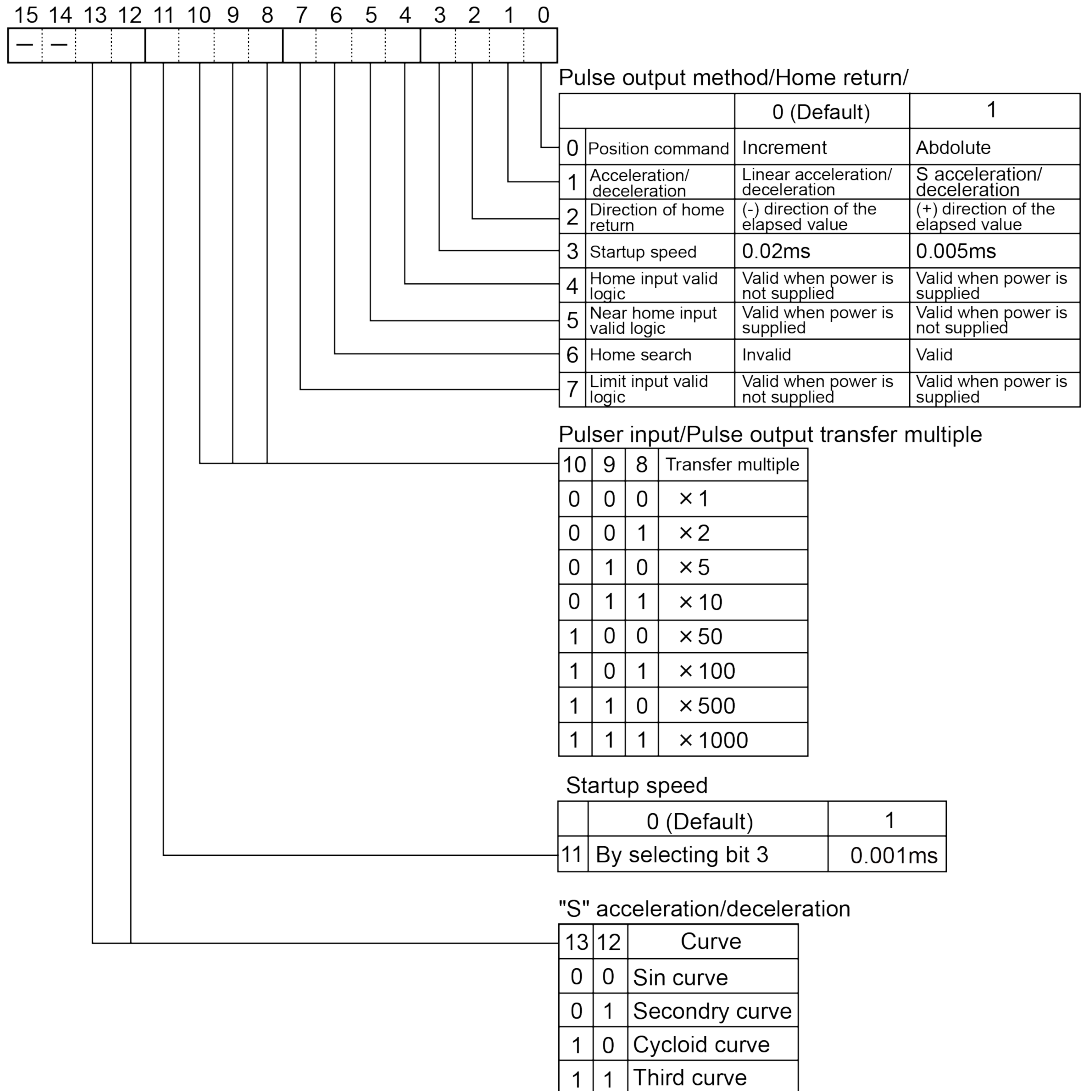 15 14 13 12 11 10 9 8 7 6 5 4 3 2 1 0
— —
Pulse output method/Home return/
0 (Default) 1
0 Position command Increment Abdolute
1 Acceleration/ deceleration Linear acceleration/ deceleration S acceleration/ deceleration
2 Direction of home return (-) direction of the elapsed value (+) direction of the elapsed value
3 Startup speed 0.02ms 0.005ms
4 Home input valid logic Valid when power is not supplied Valid when power is supplied
5 Near home input valid logic Valid when power is supplied Valid when power is not supplied
6 Home search Invalid Valid
7 Limit input valid logic Valid when power is not supplied Valid when power is supplied
Pulser input/Pulse output transfer multiple
10 9 8 Transfer multiple
0 0 0 ×1
0 0 1 ×2
0 1 0 ×5
0 1 1 ×10
1 0 0 ×50
1 0 1 ×100
1 1 0 ×500
1 1 1 ×1000
Startup speed
0 (Default) 1
11 By selecting bit 3 0.001ms
"S" acceleration/deceleration
13 12 Curve
0 0 Sin curve
0 1 Secondry curve
1 0 Cycloid curve
1 1 Third curve